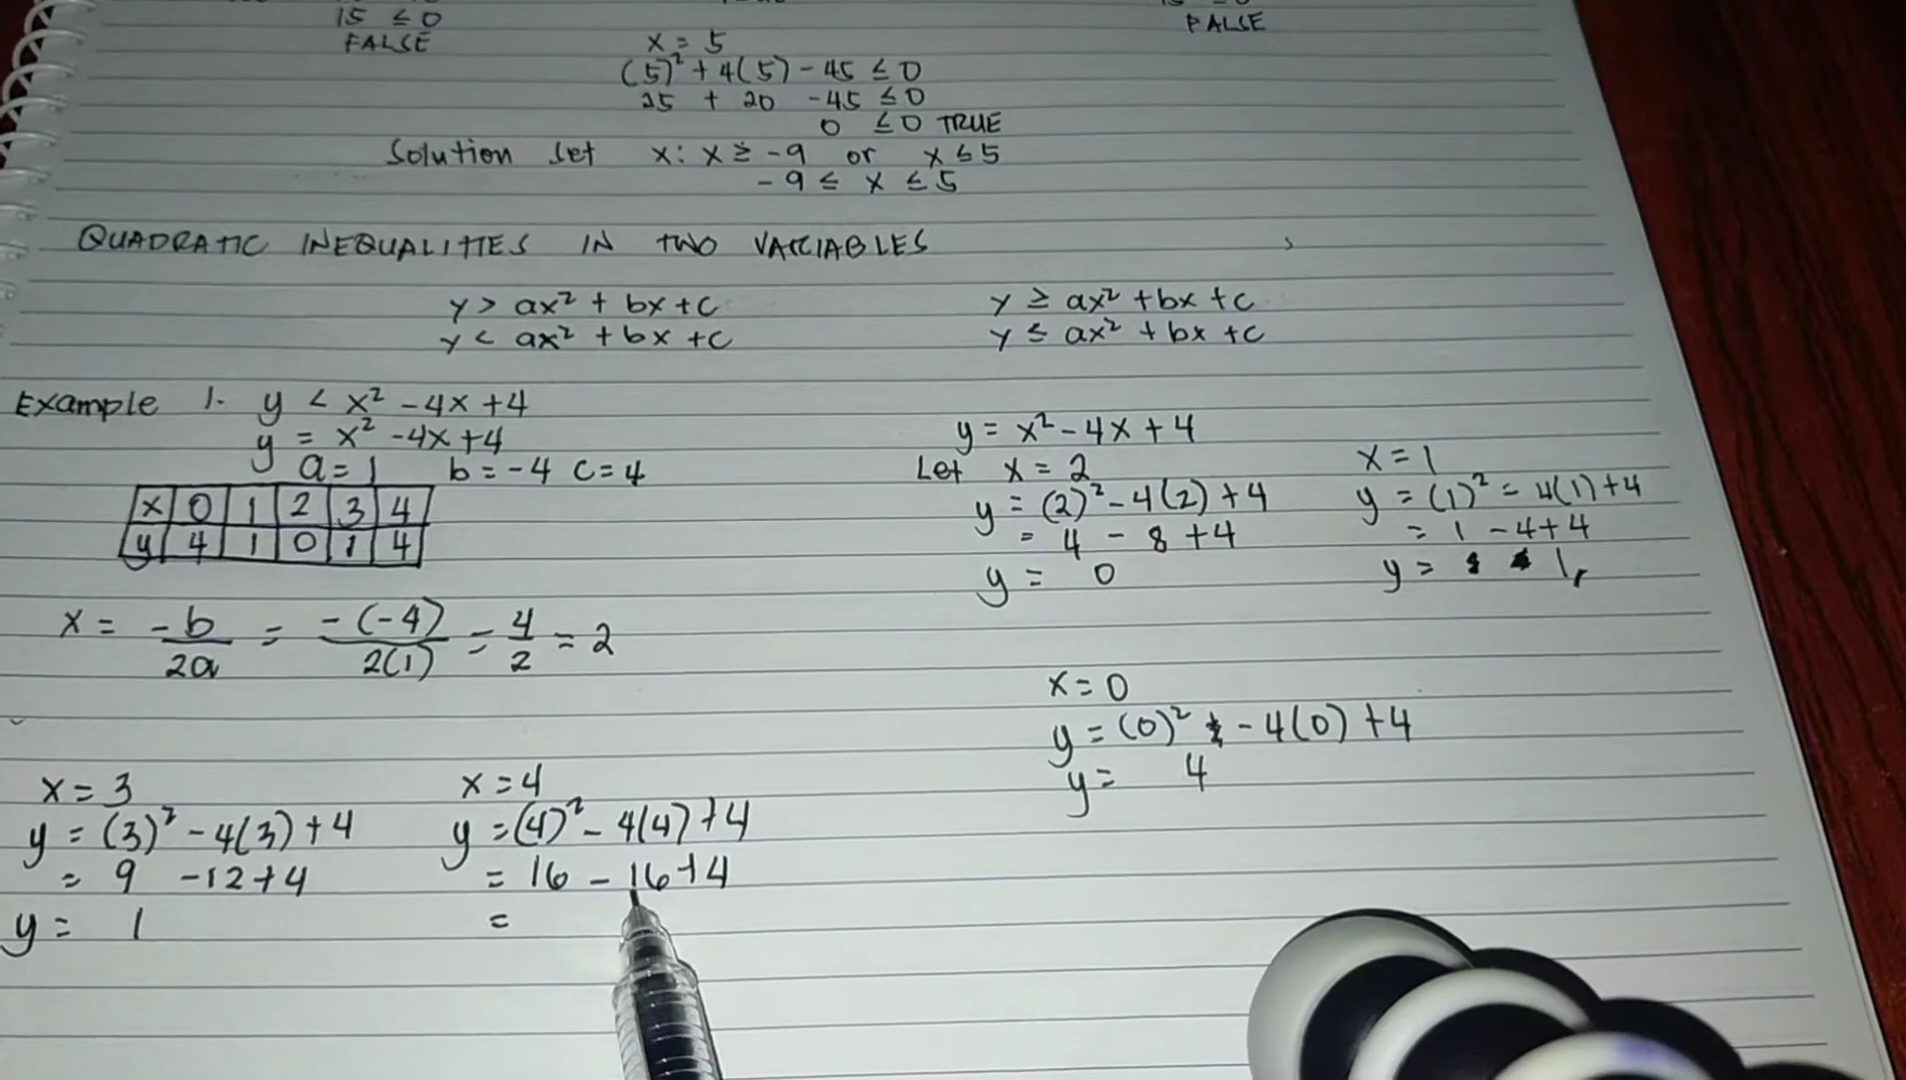 15 ≤ 0
FALSE
FALSE
x = 5
(5)² + 4(5) - 45 ≤ 0
25 + 20 - 45 ≤ 0
0 ≤ 0 TRUE
Solution set x: x ≥ -9 or x ≤ 5
-9 ≤ x ≤ 5
QUADRATIC INEQUALITIES IN TWO VARIABLES
y > ax² + bx + c
y < ax² + bx + c
y ≥ ax² + bx + c
y ≤ ax² + bx + c
Example 1. y < x² - 4x + 4
y = x² - 4x + 4
a = 1 b = -4 c = 4
x 0 1 2 3 4
y 4 1 0 1 4
x = -b/2a = -(-4)/2(1) = 4/2 = 2
y = x² - 4x + 4
Let x = 2
y = (2)² - 4(2) + 4
= 4 - 8 + 4
y = 0
x = 1
y = (1)² - 4(1) + 4
= 1 - 4 + 4
y = 1
x = 0
y = (0)² - 4(0) + 4
y = 4
x = 3
y = (3)² - 4(3) + 4
= 9 - 12 + 4
y = 1
x = 4
y = (4)² - 4(4) + 4
= 16 - 16 + 4
=